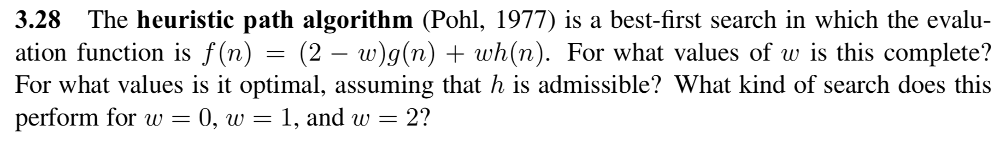 3.28 The heuristic path algorithm (Pohl, 1977) is a best-first search in which the evalu-
ation function is f(n) = (2 − w)g(n) + wh(n). For what values of w is this complete?
For what values is it optimal, assuming that h is admissible? What kind of search does this
perform for w = 0, w = 1, and w = 2?